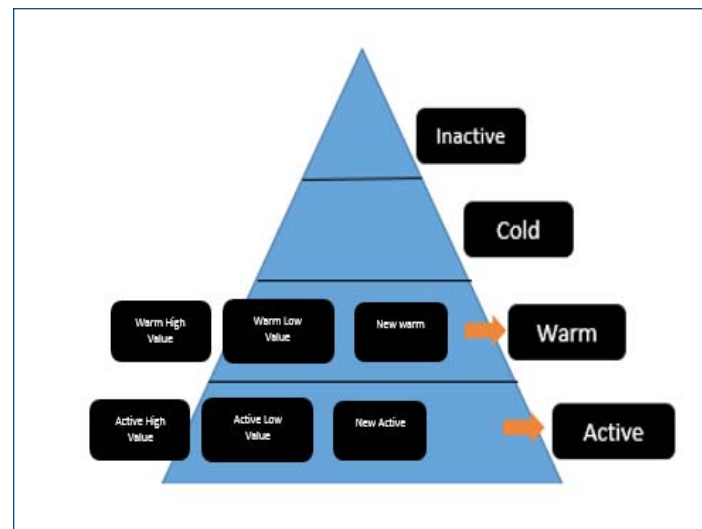 Inactive
Cold
Warm High
Value
Warm Low
Value
New warm
Warm
Active High
Value
Active Low
Value
New Active
Active